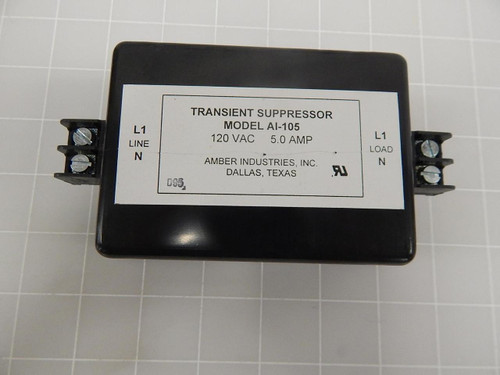 TRANSIENT SUPPRESSOR
MODEL AI-105
120 VAC 5.0 AMP
AMBER INDUSTRIES, INC.
DALLAS, TEXAS
L1
LINE
N
L1
LOAD
N